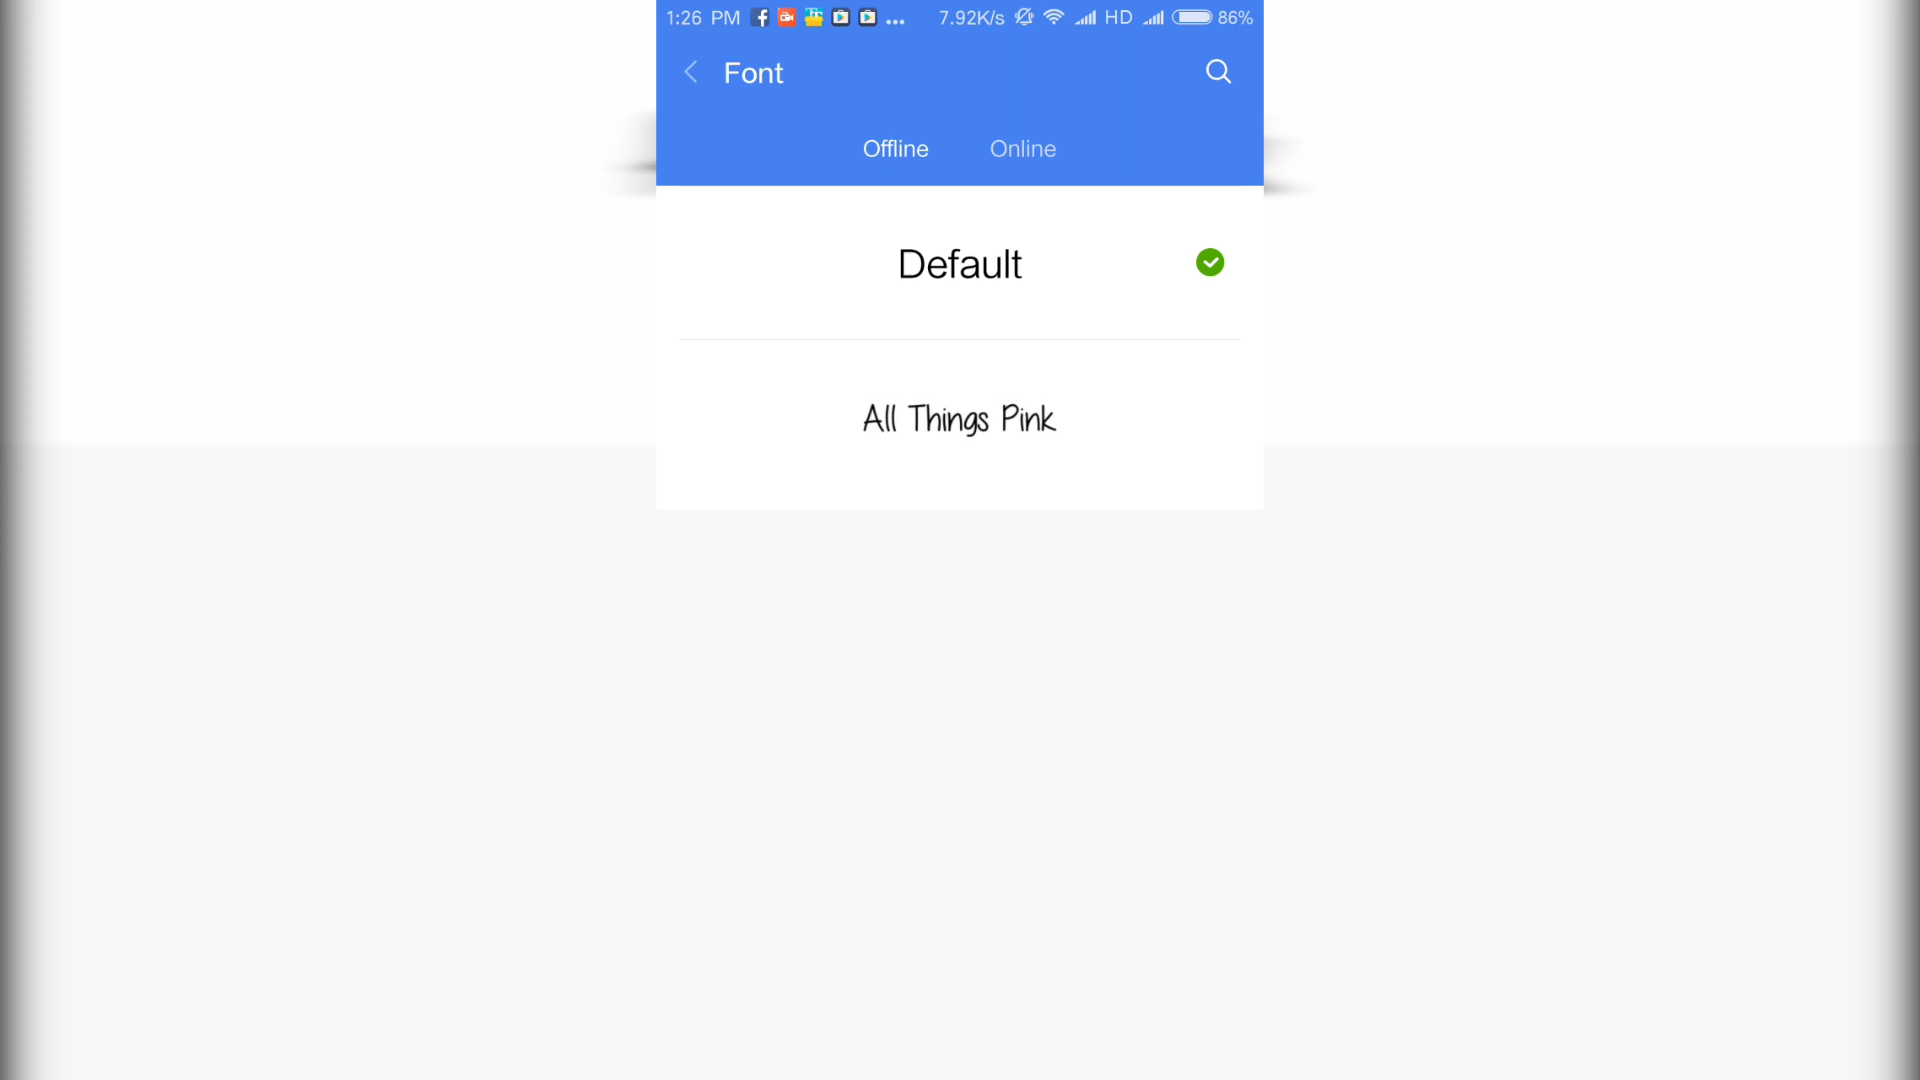 1:26 PM ... 7.92K/s HD 86%
Font
Offline Online
Default
All Things Pink